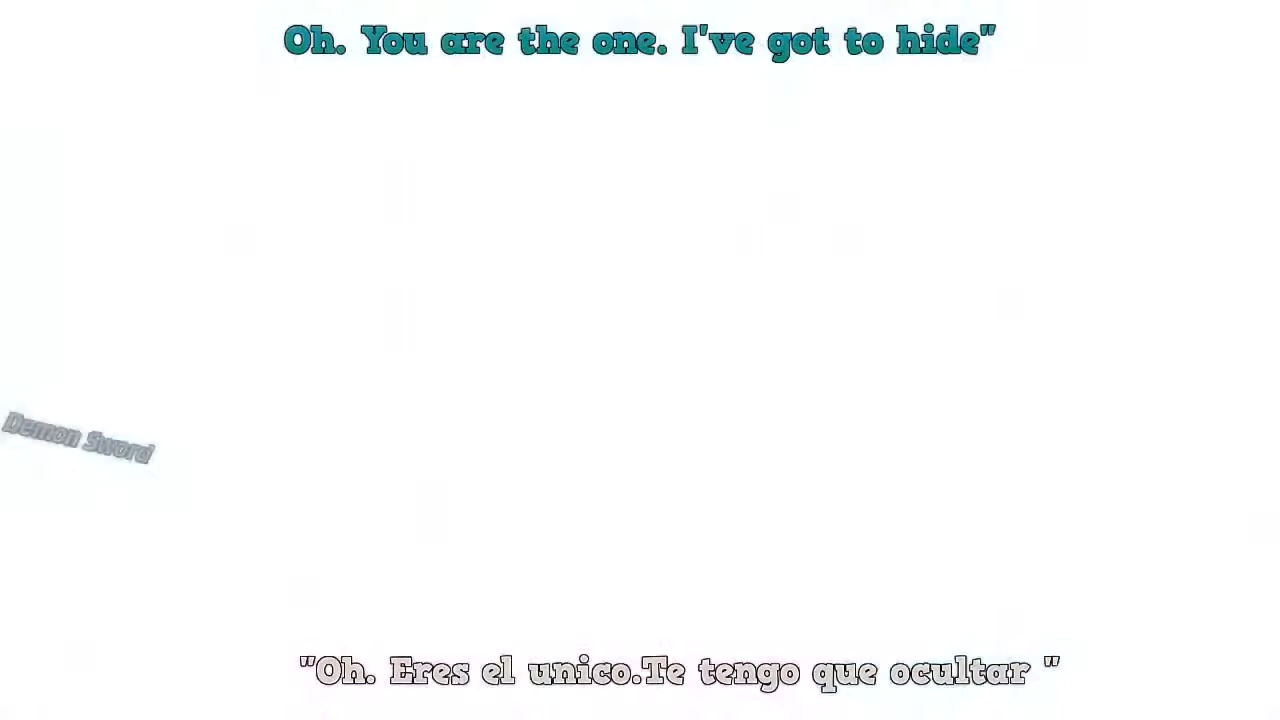 Oh. You are the one. I've got to hide"
Demon Sword
"Oh. Eres el unico.Te tengo que ocultar "